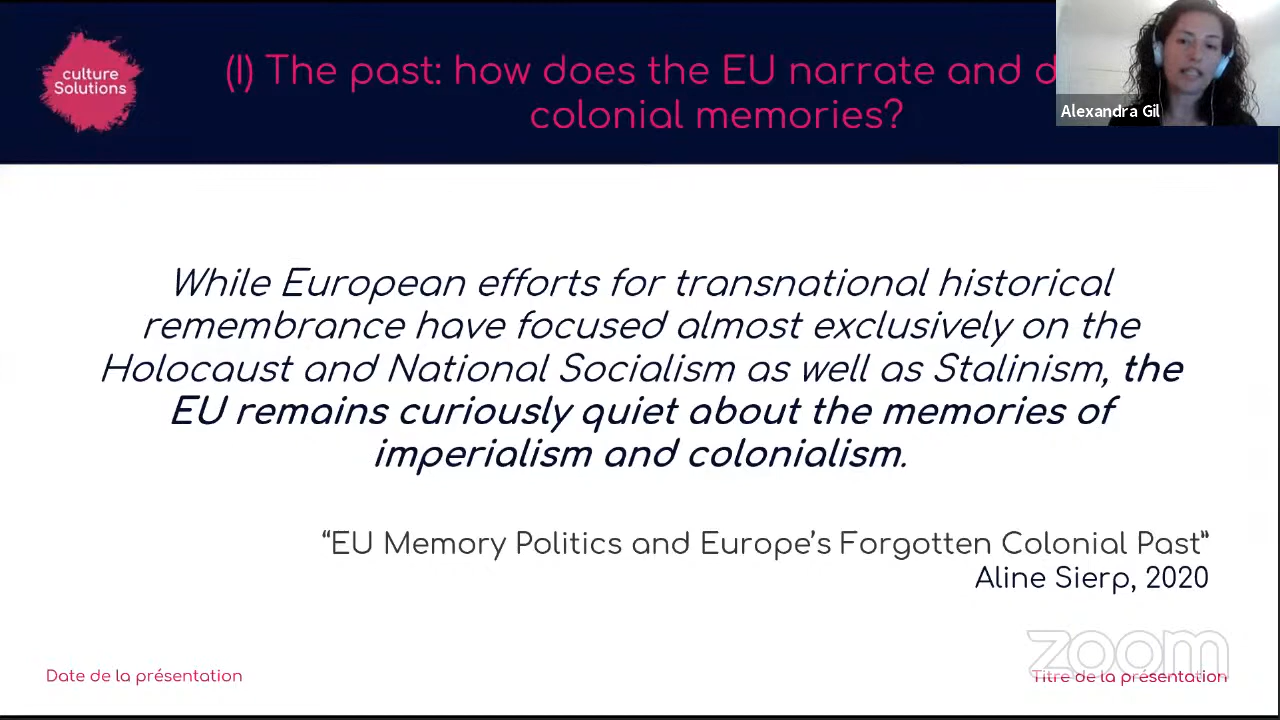 culture
Solutions
(I) The past: how does the EU narrate and
colonial memories?
Alexandra Gil
While European efforts for transnational historical
remembrance have focused almost exclusively on the
Holocaust and National Socialism as well as Stalinism, the
EU remains curiously quiet about the memories of
imperialism and colonialism.
“EU Memory Politics and Europe’s Forgotten Colonial Past”
Aline Sierp, 2020
zoom
Date de la présentation
Titre de la présentation